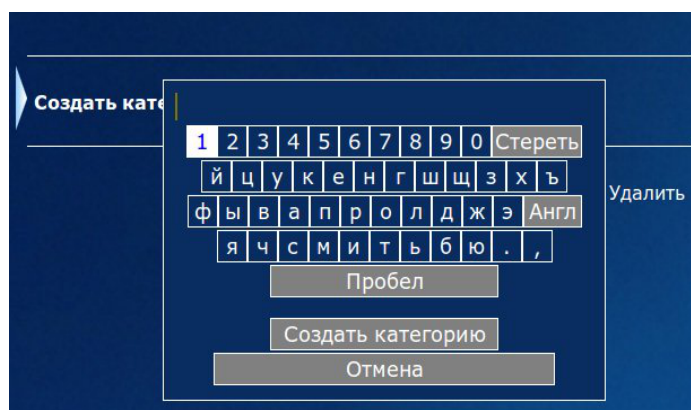 Создать кате
1 2 3 4 5 6 7 8 9 0 Стереть
й ц у к е н г ш щ з х ъ
ф ы в а п р о л д ж э Англ
Удалить
я ч с м и т ь б ю . ,
Пробел
Создать категорию
Отмена